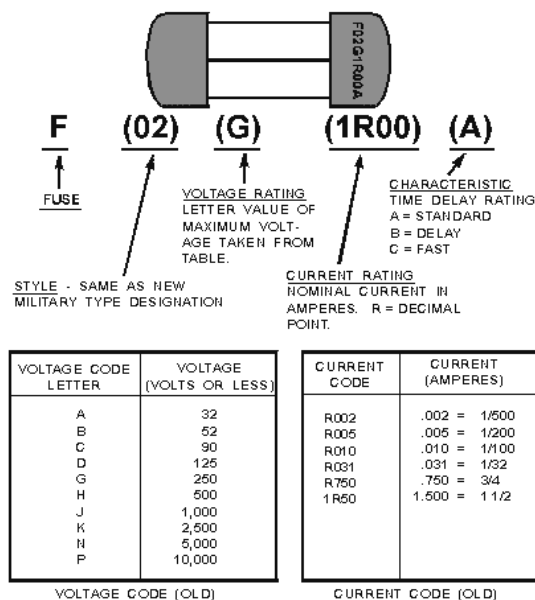 F02G1R00A
F (02) (G) (1R00) (A)
FUSE
STYLE - SAME AS NEW
MILITARY TYPE DESIGNATION
VOLTAGE RATING
LETTER VALUE OF
MAXIMUM VOLT-
AGE TAKEN FROM
TABLE.
CURRENT RATING
NOMINAL CURRENT IN
AMPERES. R = DECIMAL
POINT.
CHARACTERISTIC
TIME DELAY RATING
A = STANDARD
B = DELAY
C = FAST
VOLTAGE CODE LETTER VOLTAGE (VOLTS OR LESS)
A 32
B 52
C 90
D 125
G 250
H 500
J 1,000
K 2,500
N 5,000
P 10,000
VOLTAGE CODE (OLD)
CURRENT CODE CURRENT (AMPERES)
R002 .002 = 1/500
R005 .005 = 1/200
R010 .010 = 1/100
R031 .031 = 1/32
R750 .750 = 3/4
1R50 1.500 = 1 1/2
CURRENT CODE (OLD)